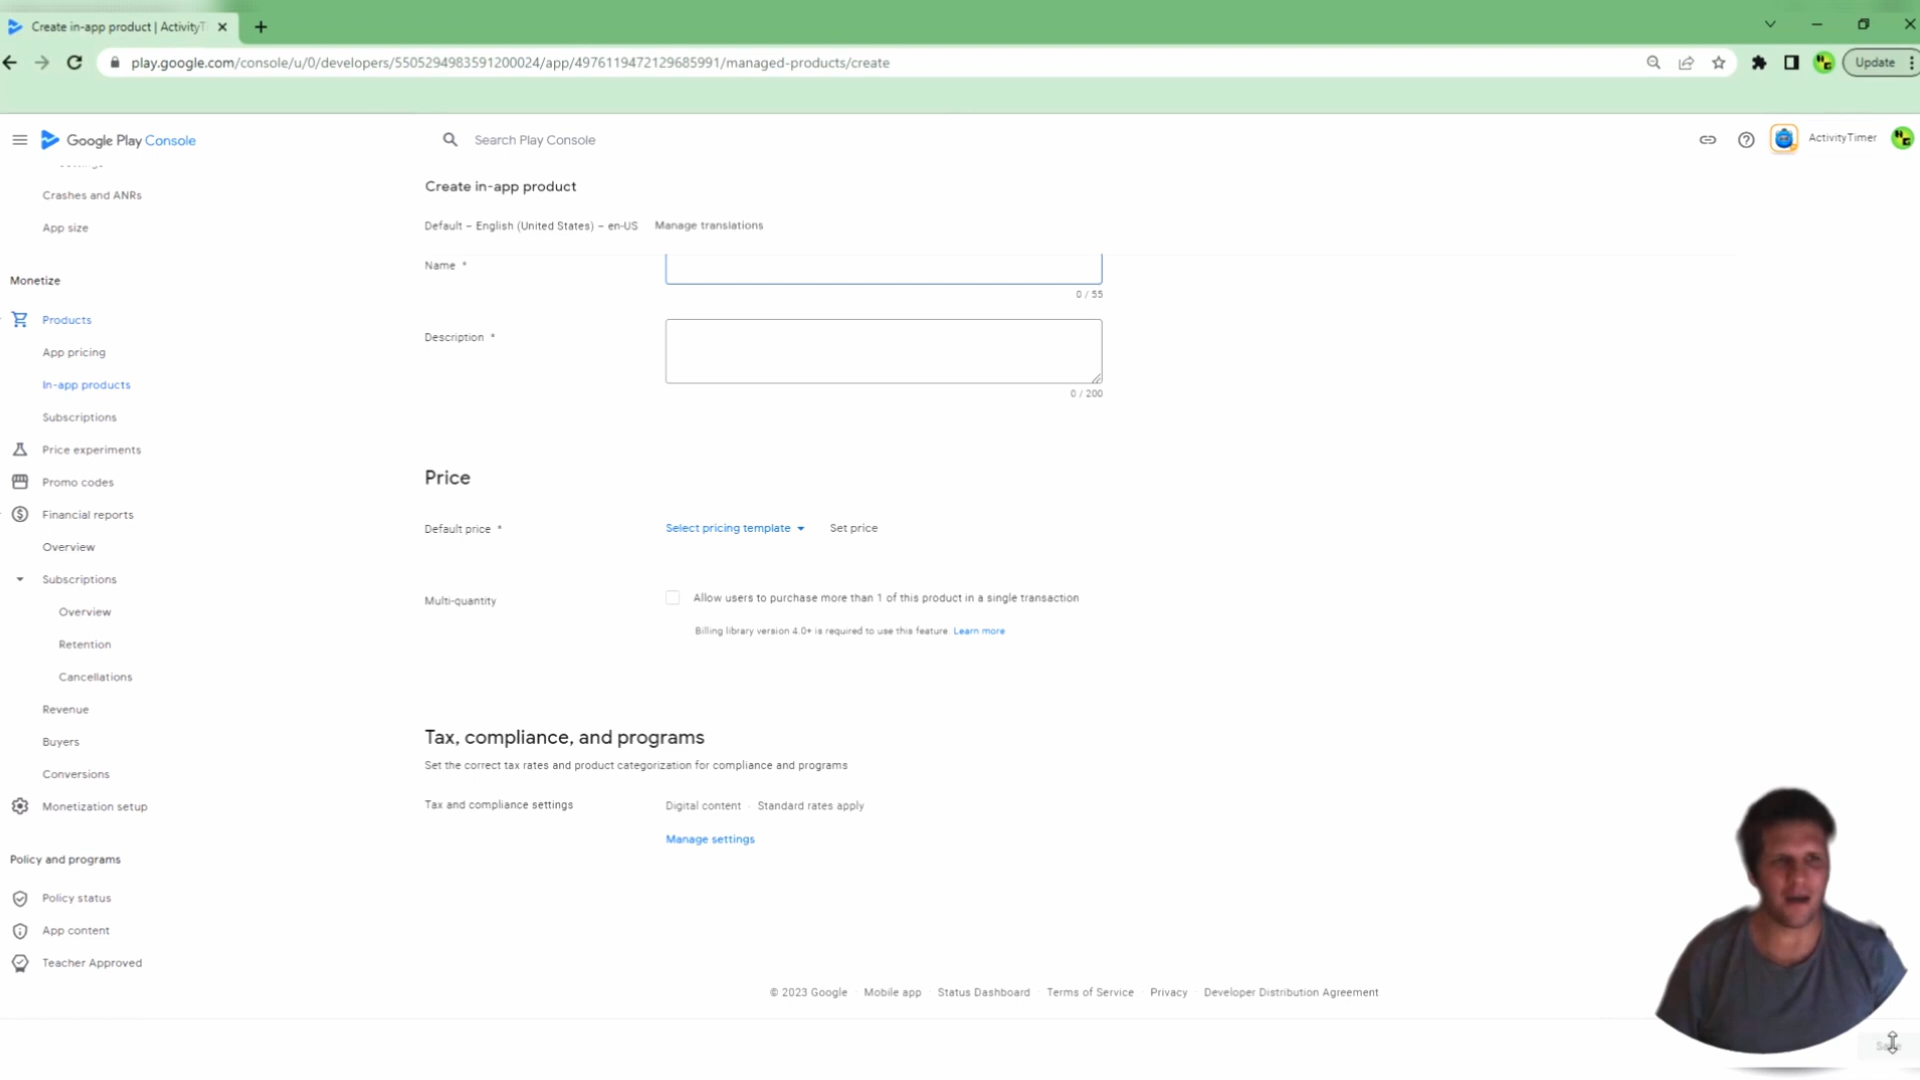 Create in-app product | ActivityT
play.google.com/console/u/0/developers/5505294983591200024/app/4976119472129685991/managed-products/create
Update
Google Play Console
Search Play Console
ActivityTimer
Crashes and ANRs
App size
Monetize
Products
App pricing
In-app products
Subscriptions
Price experiments
Promo codes
Financial reports
Overview
Subscriptions
Overview
Retention
Cancellations
Revenue
Buyers
Conversions
Monetization setup
Policy and programs
Policy status
App content
Teacher Approved
Create in-app product
Default – English (United States) – en-US Manage translations
Name *
0 / 55
Description *
0 / 200
Price
Default price * Select pricing template Set price
Multi-quantity Allow users to purchase more than 1 of this product in a single transaction
Billing library version 4.0+ is required to use this feature. Learn more
Tax, compliance, and programs
Set the correct tax rates and product categorization for compliance and programs
Tax and compliance settings Digital content · Standard rates apply
Manage settings
© 2023 Google · Mobile app · Status Dashboard · Terms of Service · Privacy · Developer Distribution Agreement